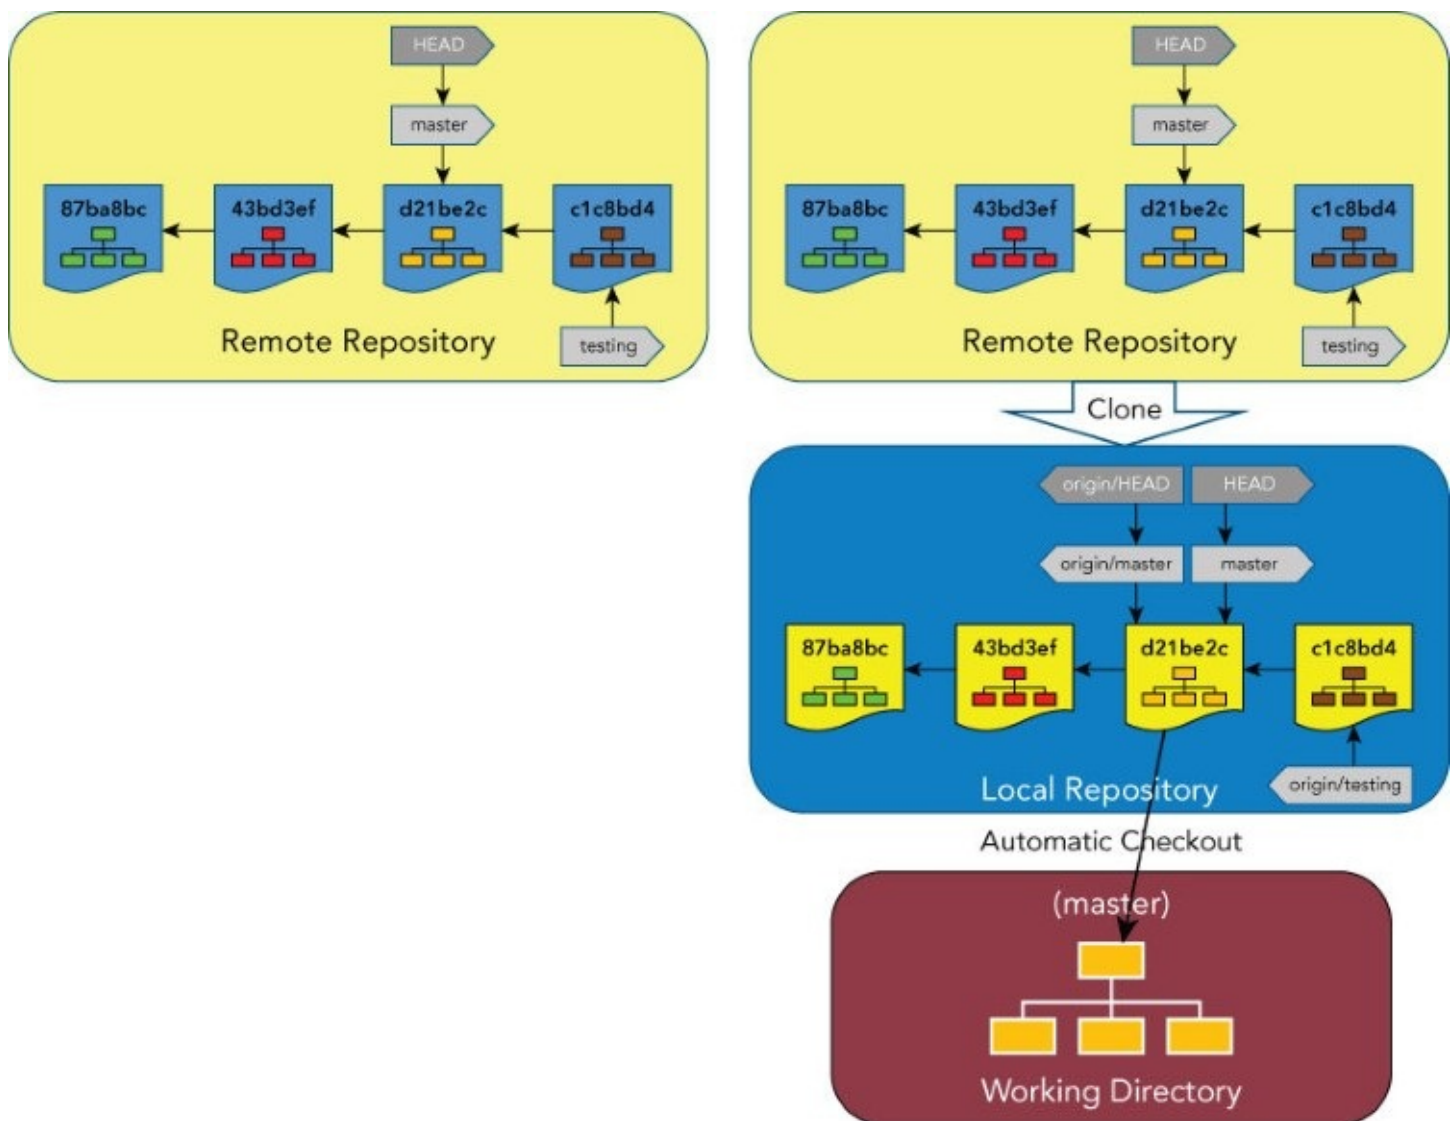 HEAD
master
87ba8bc 43bd3ef d21be2c c1c8bd4
Remote Repository
testing
HEAD
master
87ba8bc 43bd3ef d21be2c c1c8bd4
Remote Repository
testing
Clone
origin/HEAD HEAD
origin/master master
87ba8bc 43bd3ef d21be2c c1c8bd4
Local Repository
origin/testing
Automatic Checkout
(master)
Working Directory